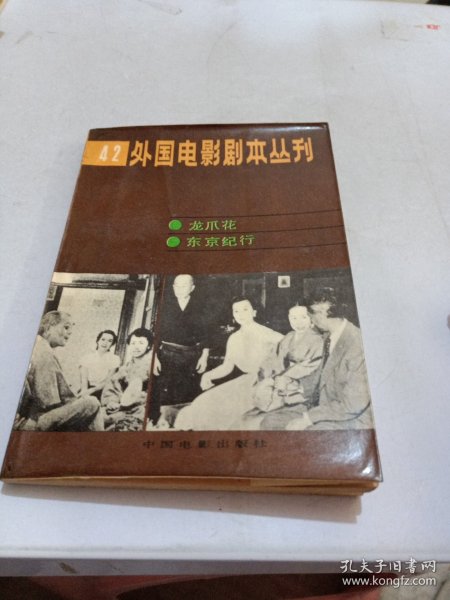 42 外国电影剧本丛刊
龙爪花
东京纪行
中国电影出版社
孔夫子旧书网
www.kongfz.com